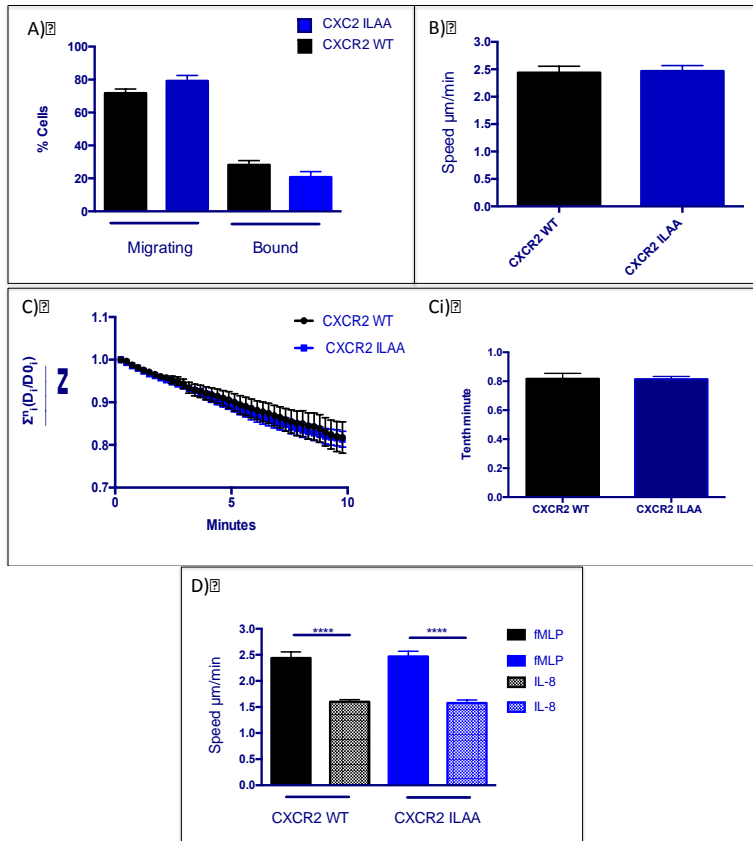 A)⍰
CXC2 ILAA
CXCR2 WT
100
80
60
40
20
0
% Cells
Migrating
Bound
B)⍰
3.0
2.5
2.0
1.5
1.0
0.5
0.0
Speed µm/min
CXCR2 WT
CXCR2 ILAA
C)⍰
CXCR2 WT
CXCR2 ILAA
1.1
1.0
0.9
0.8
0.7
Σⁿᵢ(Dᵢ/D0ᵢ)
N
0
5
10
Minutes
Ci)⍰
1.0
0.8
0.6
0.4
0.2
0.0
Tenth minute
CXCR2 WT
CXCR2 ILAA
D)⍰
3.0
2.5
2.0
1.5
1.0
0.5
0.0
Speed µm/min
****
****
fMLP
fMLP
IL-8
IL-8
CXCR2 WT
CXCR2 ILAA